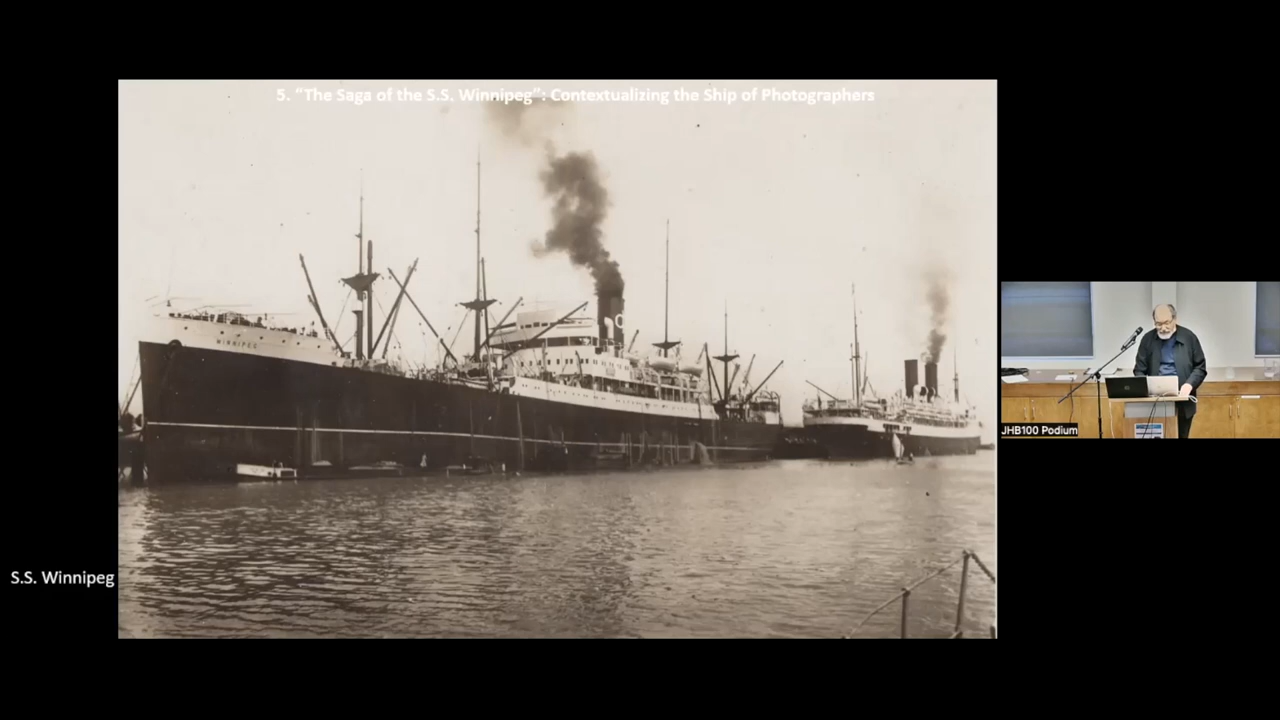 5. “The Saga of the S.S. Winnipeg”: Contextualizing the Ship of Photographers
WINNIPEG
S.S. Winnipeg
JHB100 Podium